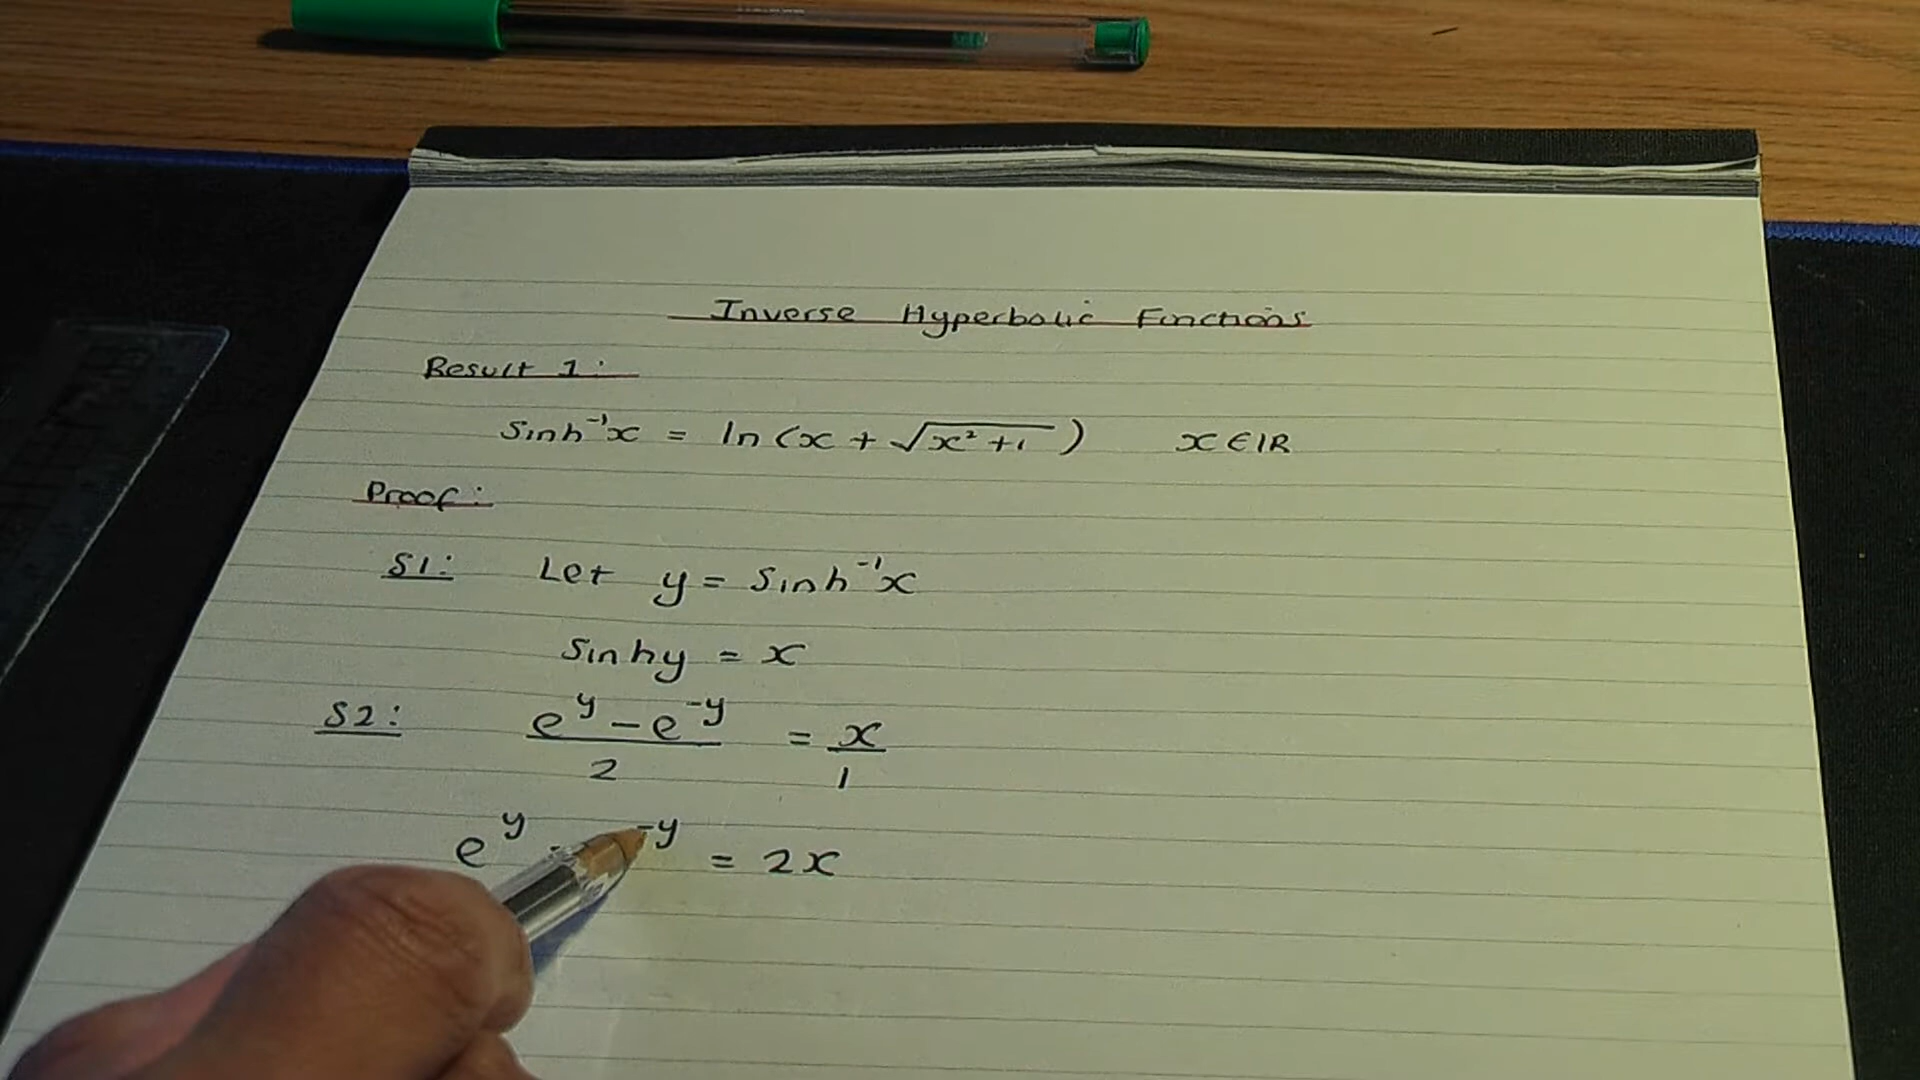 Inverse Hyperbolic Functions
Result 1:
sinh⁻¹x = ln(x + √(x² + 1)) x ∈ ℝ
Proof:
S1: Let y = sinh⁻¹x
sinhy = x
S2: (e^y − e^−y)/2 = x/1
e^y − ^−y = 2x